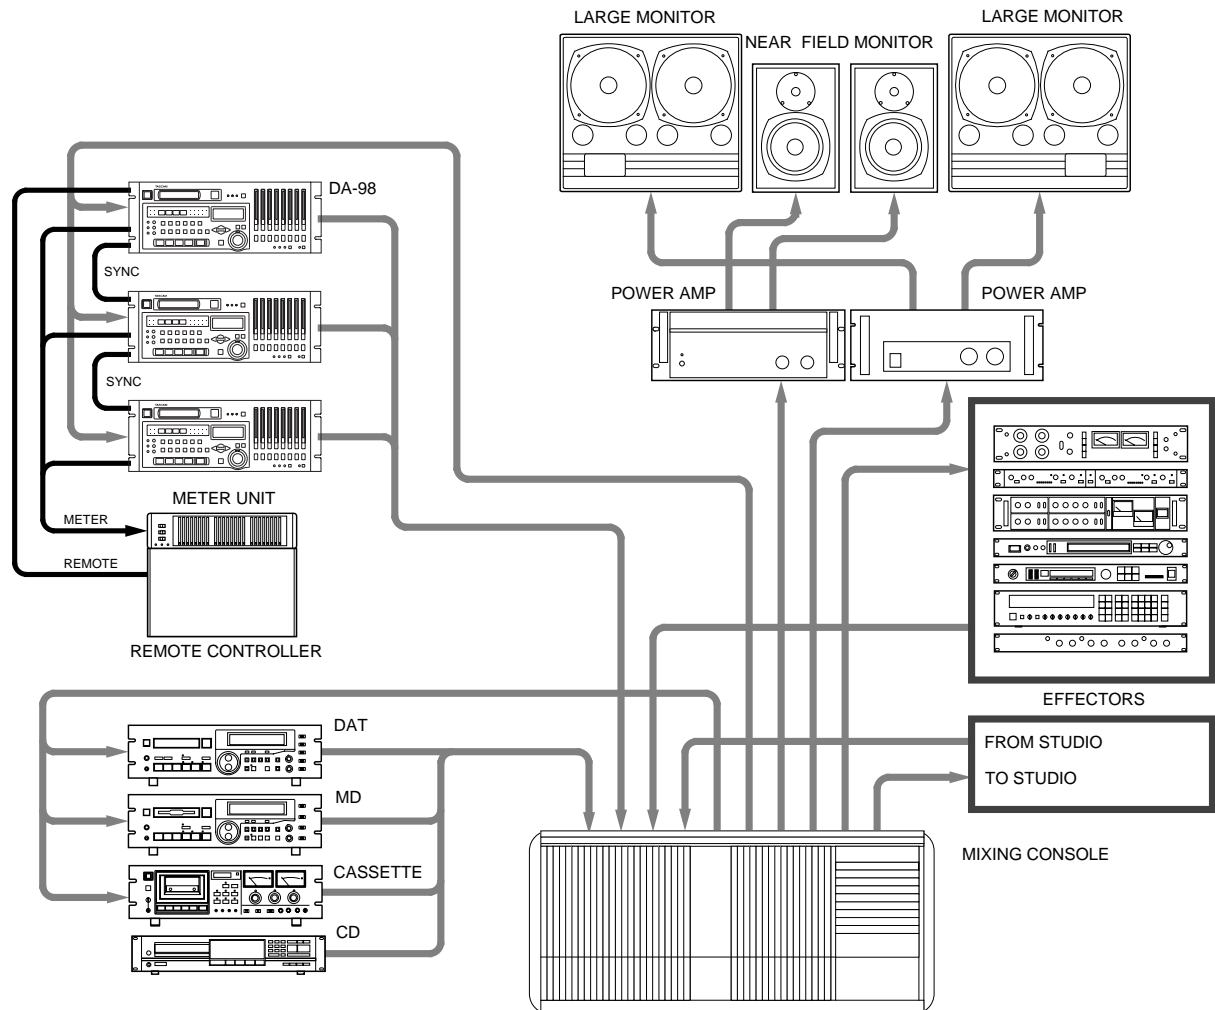 LARGE MONITOR
LARGE MONITOR
NEAR FIELD MONITOR
DA-98
SYNC
POWER AMP
POWER AMP
SYNC
METER UNIT
METER
REMOTE
REMOTE CONTROLLER
EFFECTORS
DAT
FROM STUDIO
TO STUDIO
MD
MIXING CONSOLE
CASSETTE
CD